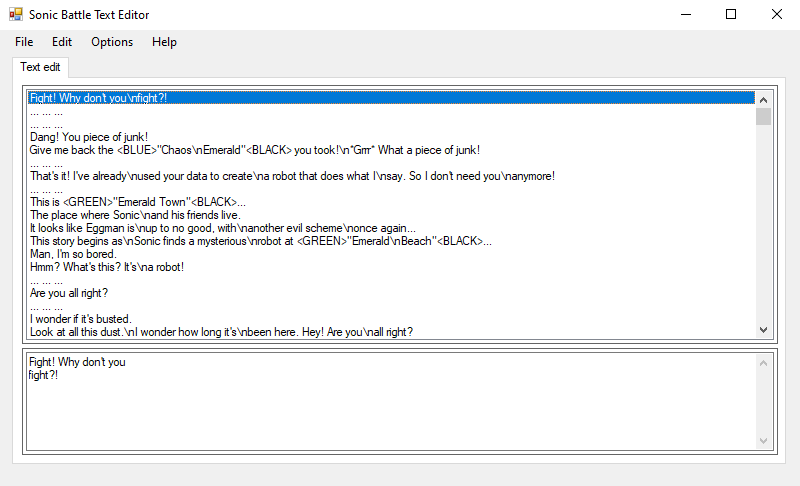 Sonic Battle Text Editor
File Edit Options Help
Text edit
Fight! Why don't you\nfight?!
... ... ...
... ... ...
Dang! You piece of junk!
Give me back the <BLUE>"Chaos\nEmerald"<BLACK> you took!\n*Grrr* What a piece of junk!
... ... ...
That's it! I've already\nused your data to create\na robot that does what I\nsay. So I don't need you\nanymore!
... ... ...
This is <GREEN>"Emerald Town"<BLACK>...
The place where Sonic\nand his friends live.
It looks like Eggman is\nup to no good, with\nanother evil scheme\nonce again...
This story begins as\nSonic finds a mysterious\nrobot at <GREEN>"Emerald\nBeach"<BLACK>...
Man, I'm so bored.
Hmm? What's this? It's\na robot!
... ... ...
Are you all right?
... ... ...
I wonder if it's busted.
Look at all this dust.\nI wonder how long it's\nbeen here. Hey! Are you\nall right?
Fight! Why don't you
fight?!